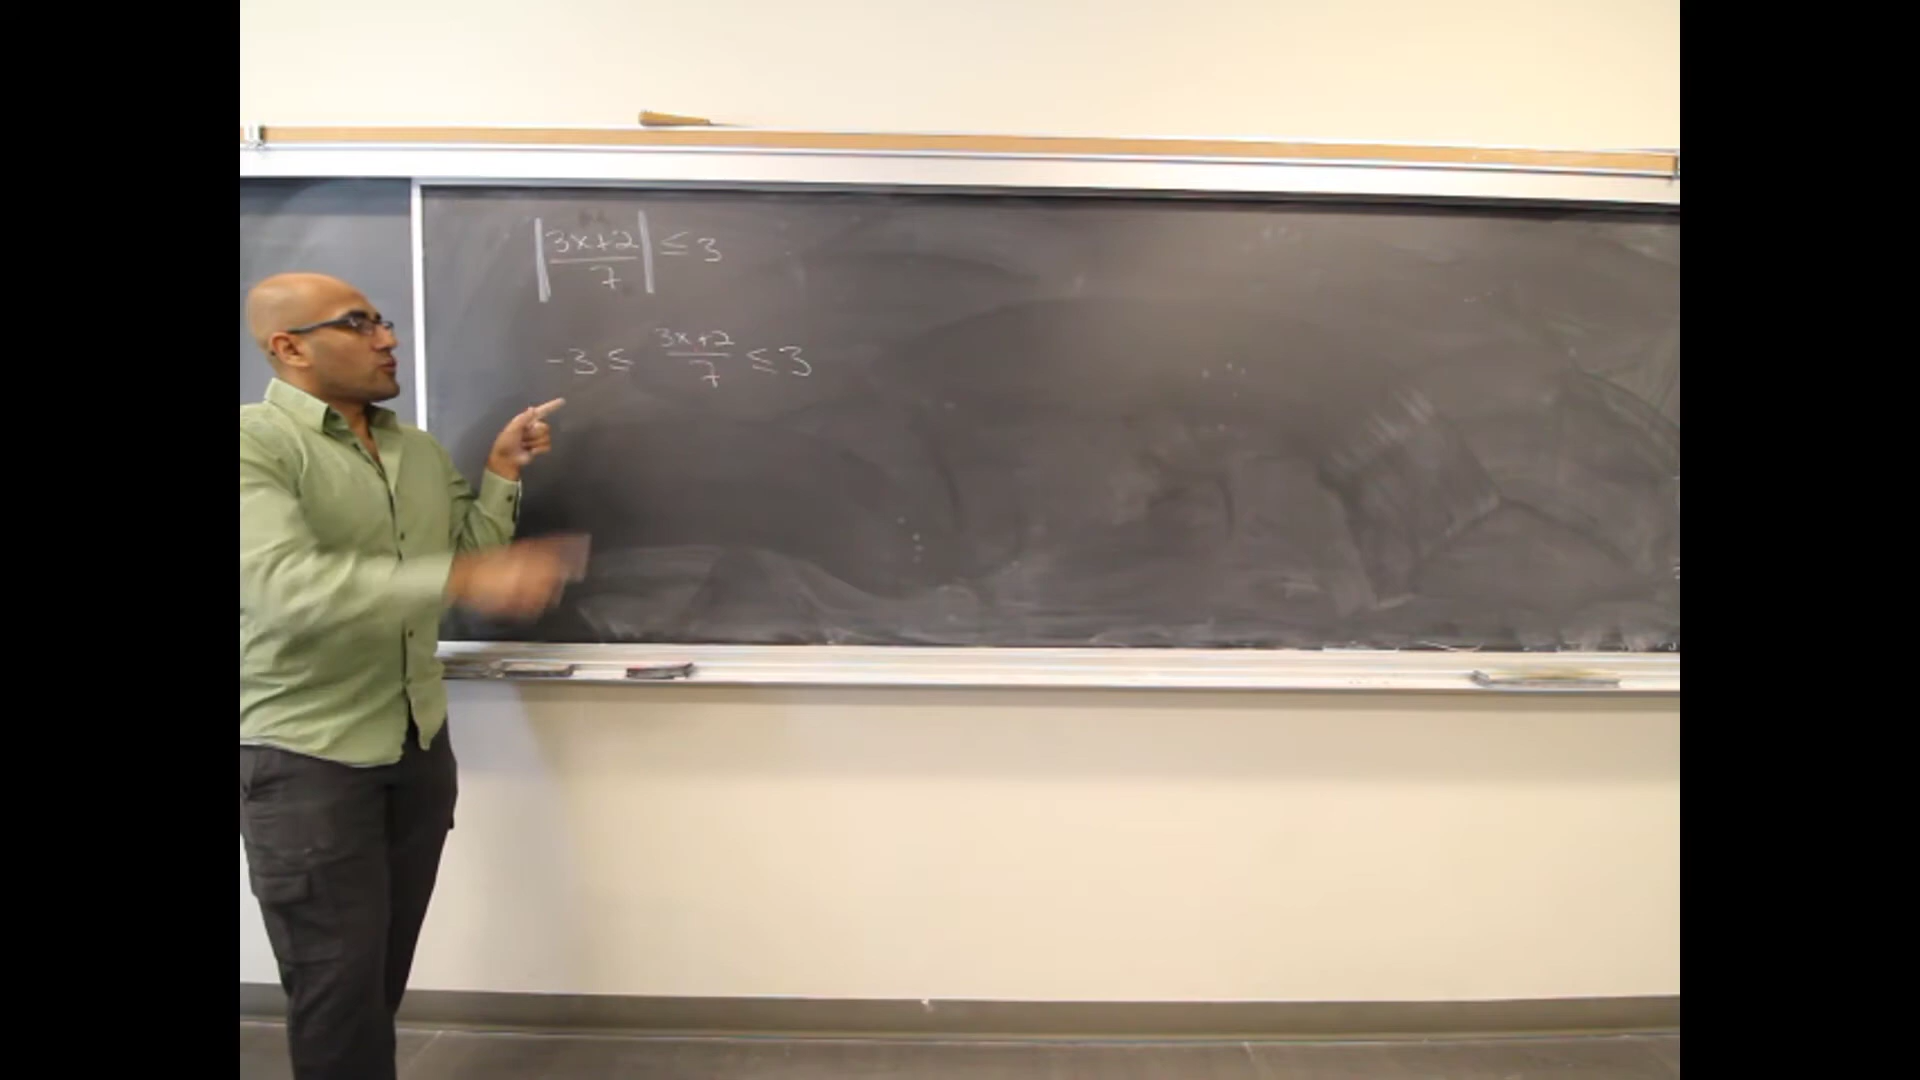 |3x+2/7| ≤ 3
-3 ≤ 3x+2/7 ≤ 3